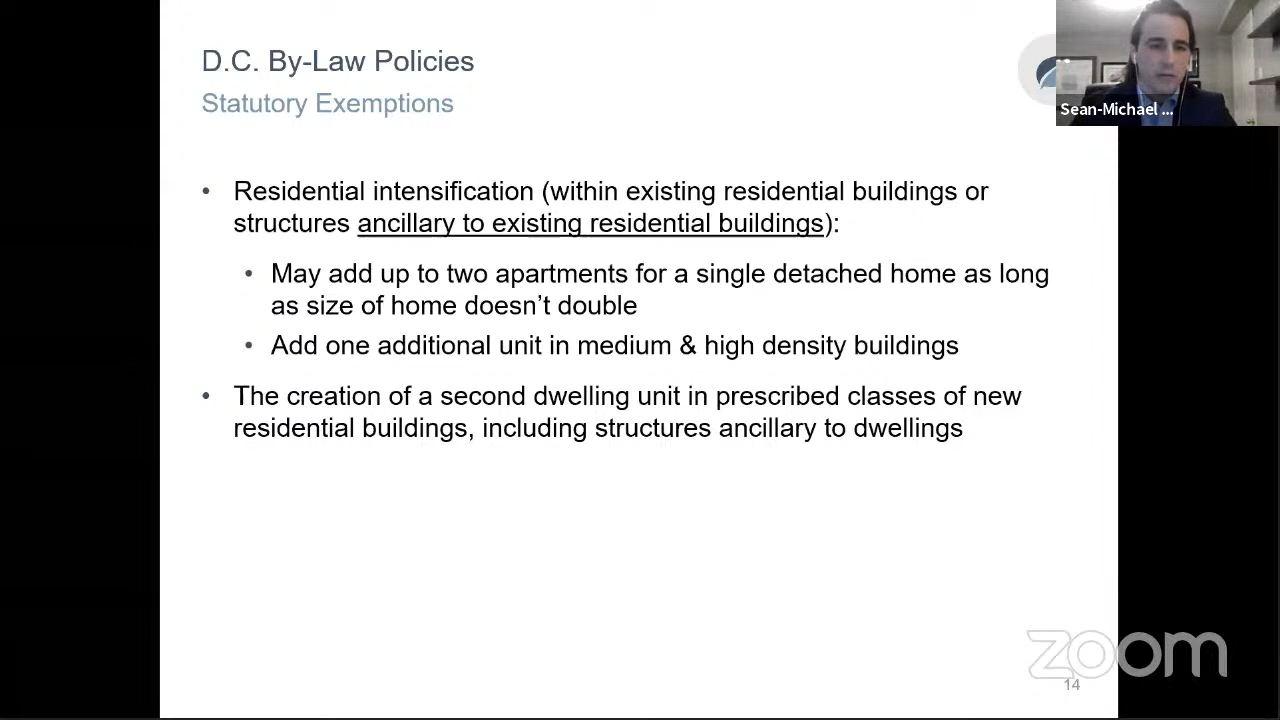 D.C. By-Law Policies
Statutory Exemptions
Sean-Michael ...
• Residential intensification (within existing residential buildings or
structures ancillary to existing residential buildings):
• May add up to two apartments for a single detached home as long
as size of home doesn’t double
• Add one additional unit in medium & high density buildings
• The creation of a second dwelling unit in prescribed classes of new
residential buildings, including structures ancillary to dwellings
zoom
14